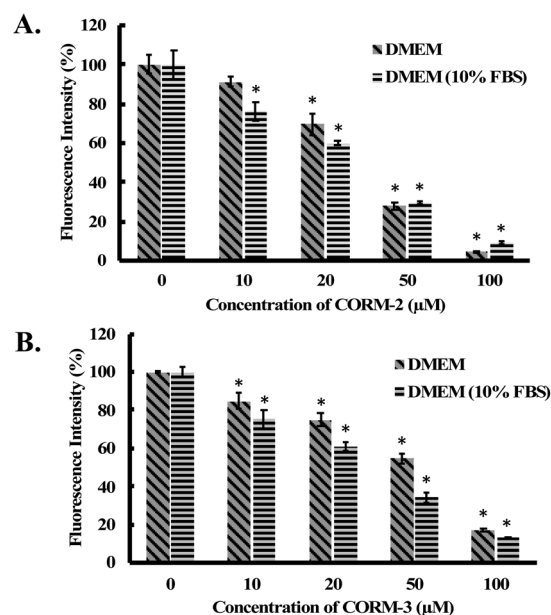 A.
Fluorescence Intensity (%)
120
100
80
60
40
20
0
DMEM
DMEM (10% FBS)
*
* *
* *
* *
0 10 20 50 100
Concentration of CORM-2 (μM)
B.
Fluorescence Intensity (%)
120
100
80
60
40
20
0
DMEM
DMEM (10% FBS)
* *
* *
* *
* *
0 10 20 50 100
Concentration of CORM-3 (μM)